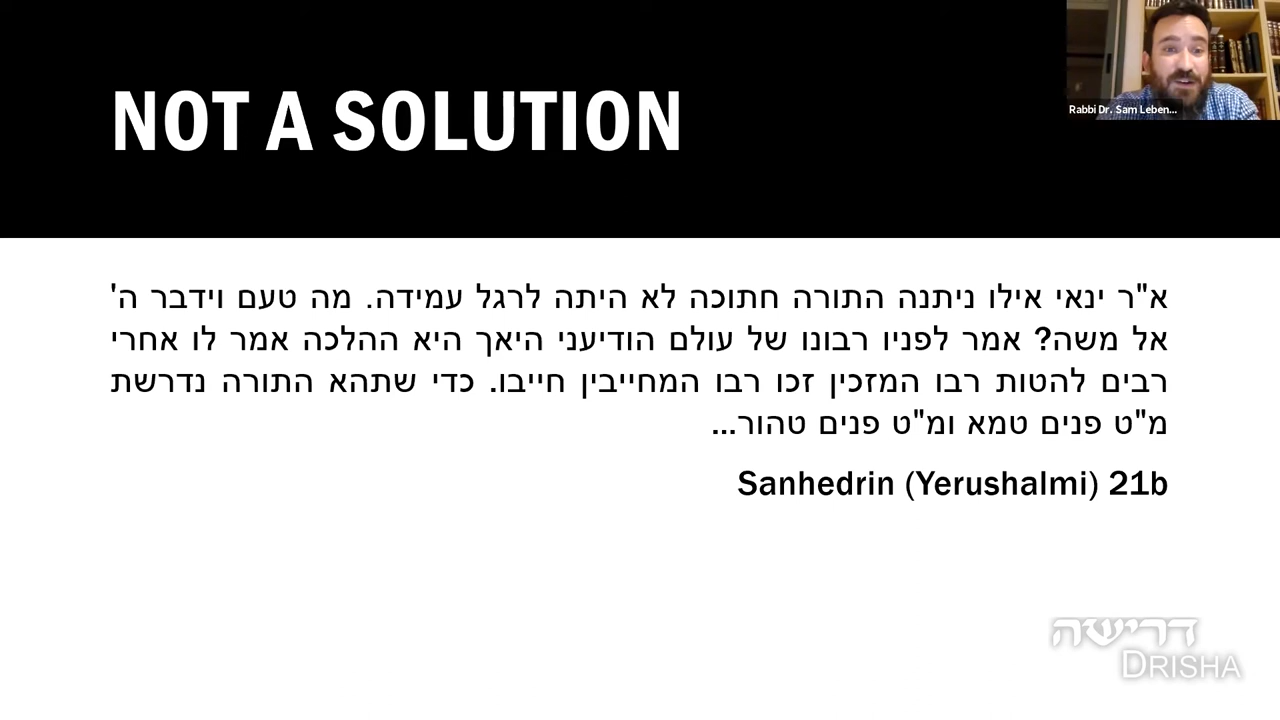 NOT A SOLUTION
Rabbi Dr. Sam Leben...
א"ר ינאי אילו ניתנה התורה חתוכה לא היתה לרגל עמידה. מה טעם וידבר ה'
אל משה? אמר לפניו רבונו של עולם הודיעני היאך היא ההלכה אמר לו אחרי
רבים להטות רבו המזכין זכו רבו המחייבין חייבו. כדי שתהא התורה נדרשת
מ"ט פנים טמא ומ"ט פנים טהור...
Sanhedrin (Yerushalmi) 21b
דרישה
DRISHA